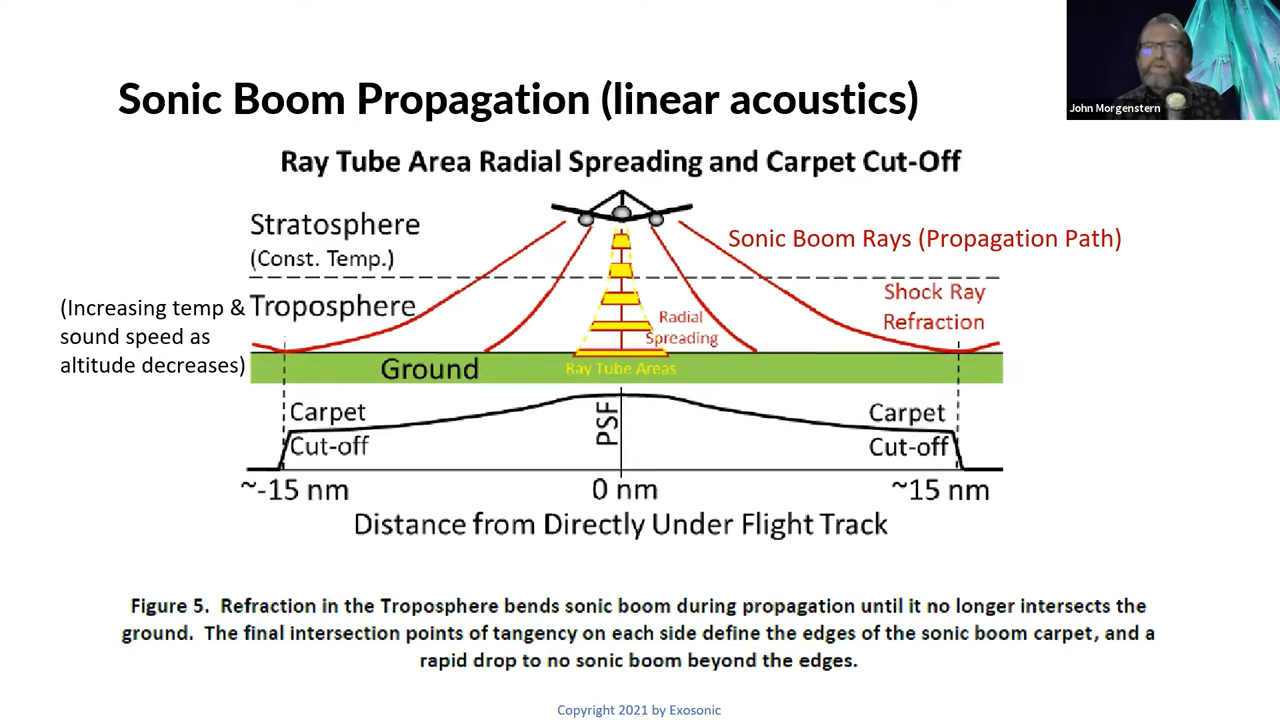 John Morgenstern
Sonic Boom Propagation (linear acoustics)
Ray Tube Area Radial Spreading and Carpet Cut-Off
Stratosphere
(Const. Temp.)
Sonic Boom Rays (Propagation Path)
(Increasing temp &
sound speed as
altitude decreases)
Troposphere
Shock Ray
Refraction
Radial
Spreading
Ground
Ray Tube Areas
Carpet
Cut-off
PSF
Carpet
Cut-off
~-15 nm
0 nm
~15 nm
Distance from Directly Under Flight Track
Figure 5. Refraction in the Troposphere bends sonic boom during propagation until it no longer intersects the
ground. The final intersection points of tangency on each side define the edges of the sonic boom carpet, and a
rapid drop to no sonic boom beyond the edges.
Copyright 2021 by Exosonic